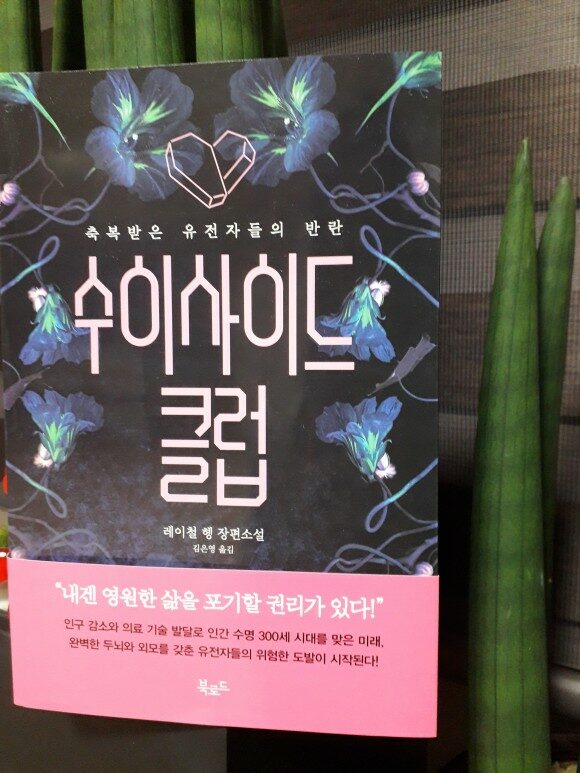 축복받은 유전자들의 반란
수이사이드
클럽
레이철 헹 장편소설
김은영 옮김
"내겐 영원한 삶을 포기할 권리가 있다!"
인구 감소와 의료 기술 발달로 인간 수명 300세 시대를 맞은 미래,
완벽한 두뇌와 외모를 갖춘 유전자들의 위험한 도발이 시작된다!
북로드